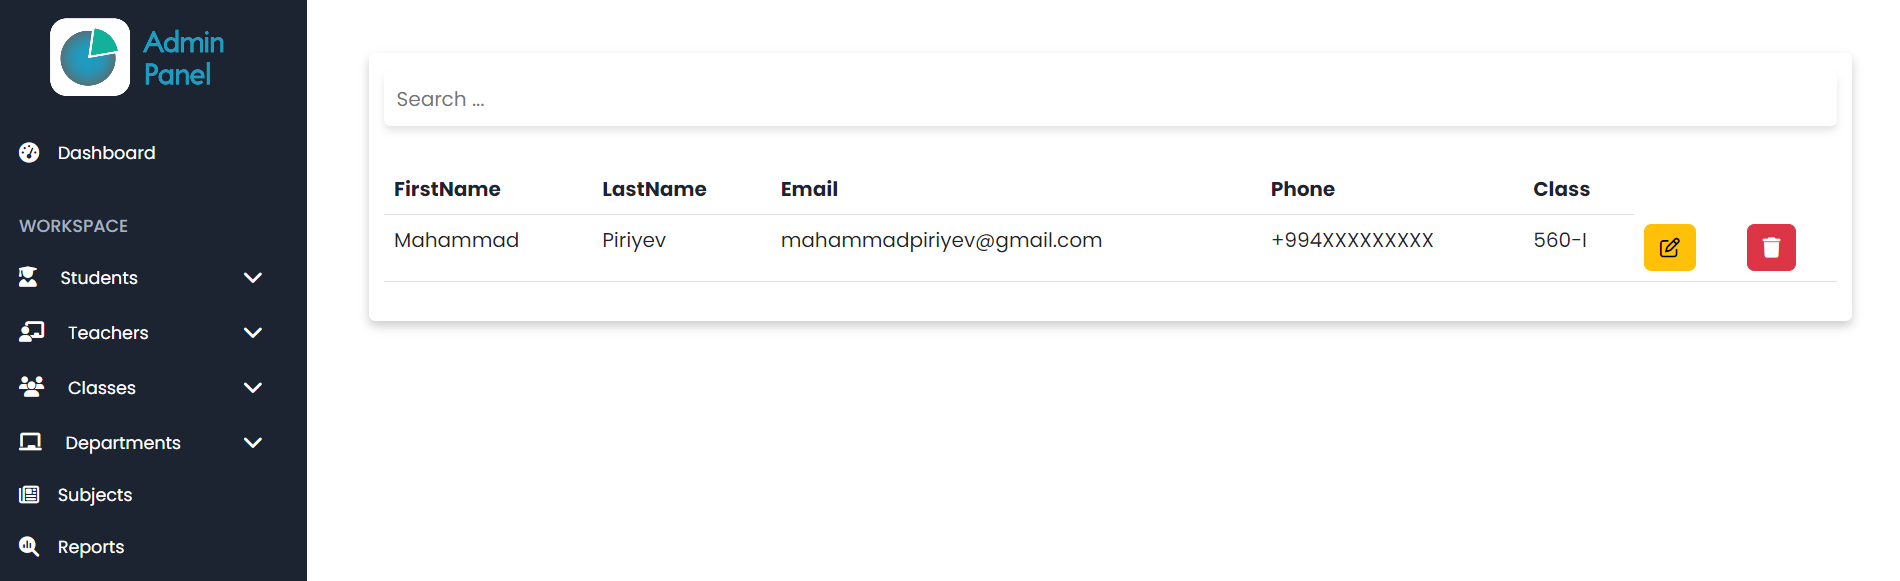 Admin
Panel
Dashboard
WORKSPACE
Students
Teachers
Classes
Departments
Subjects
Reports
Search ...
FirstName LastName Email Phone Class
Mahammad Piriyev mahammadpiriyev@gmail.com +994XXXXXXXXX 560-I